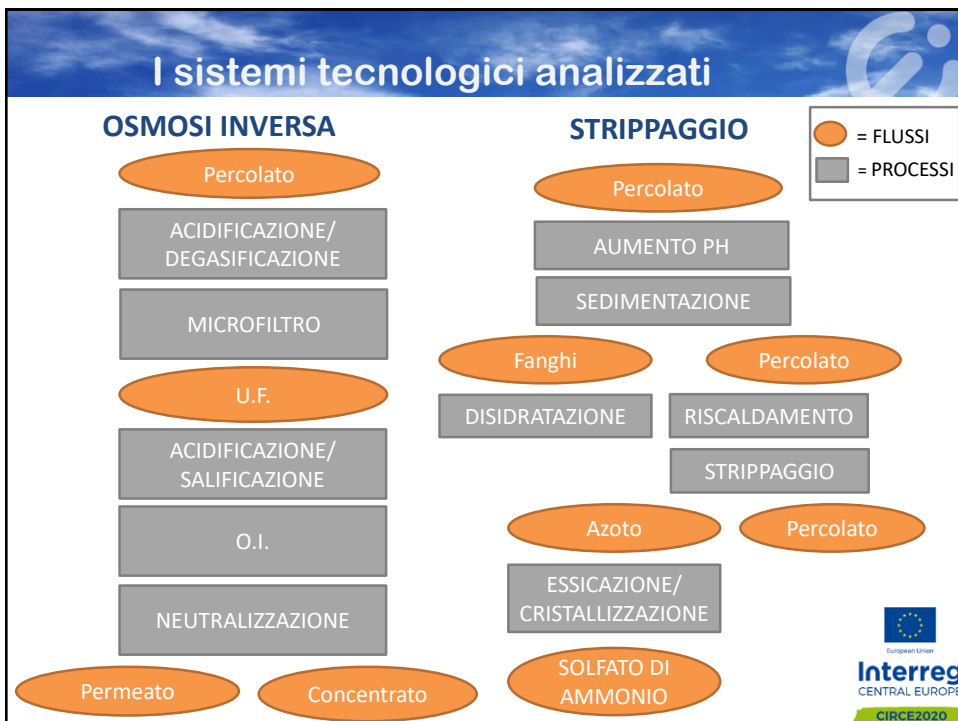 I sistemi tecnologici analizzati
OSMOSI INVERSA
Percolato
ACIDIFICAZIONE/
DEGASIFICAZIONE
MICROFILTRO
U.F.
ACIDIFICAZIONE/
SALIFICAZIONE
O.I.
NEUTRALIZZAZIONE
Permeato
Concentrato
STRIPPAGGIO
Percolato
AUMENTO PH
SEDIMENTAZIONE
Fanghi
Percolato
DISIDRATAZIONE
RISCALDAMENTO
STRIPPAGGIO
Azoto
Percolato
ESSICAZIONE/
CRISTALLIZZAZIONE
SOLFATO DI
AMMONIO
= FLUSSI
= PROCESSI
European Union
Interreg
CENTRAL EUROPE
CIRCE2020